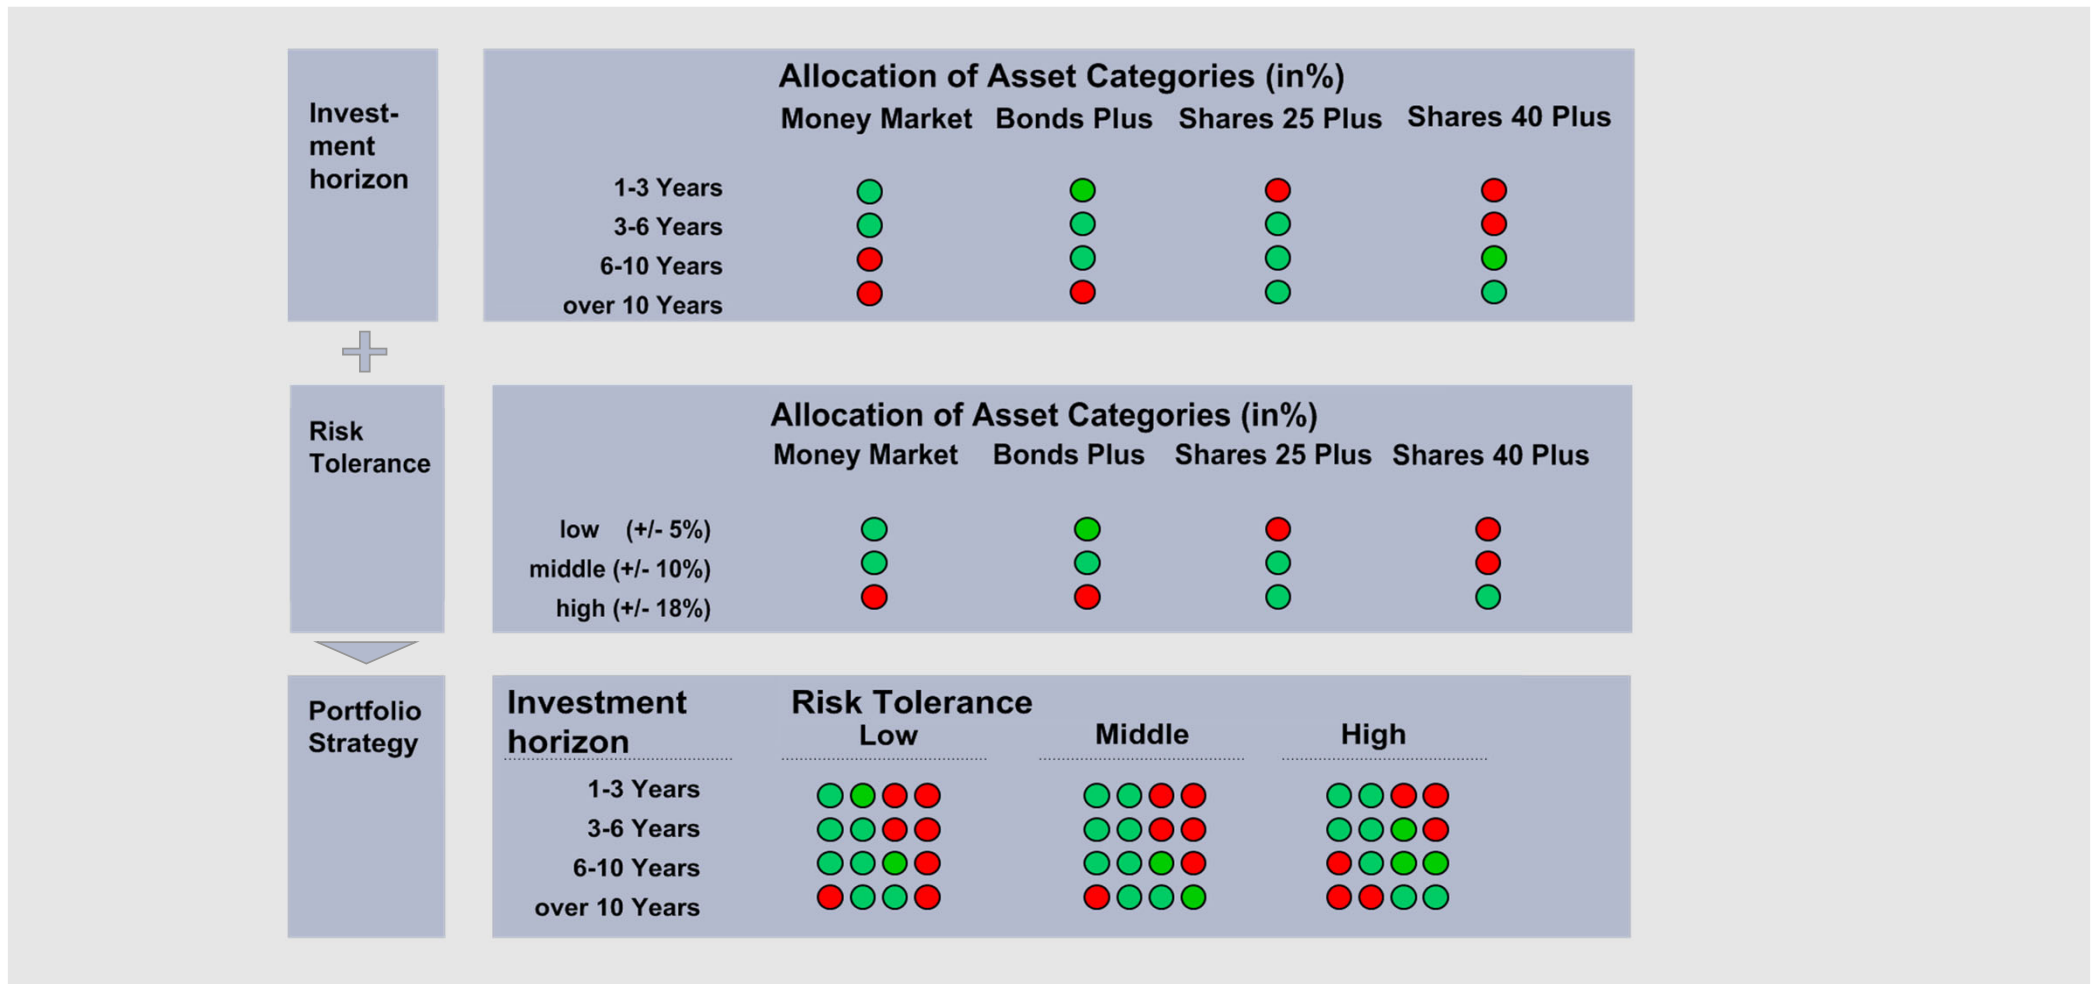 Invest-
ment
horizon
Allocation of Asset Categories (in%)
Money Market Bonds Plus Shares 25 Plus Shares 40 Plus
1-3 Years
3-6 Years
6-10 Years
over 10 Years
Risk
Tolerance
Allocation of Asset Categories (in%)
Money Market Bonds Plus Shares 25 Plus Shares 40 Plus
low (+/- 5%)
middle (+/- 10%)
high (+/- 18%)
Portfolio
Strategy
Investment
horizon
Risk Tolerance
Low Middle High
1-3 Years
3-6 Years
6-10 Years
over 10 Years